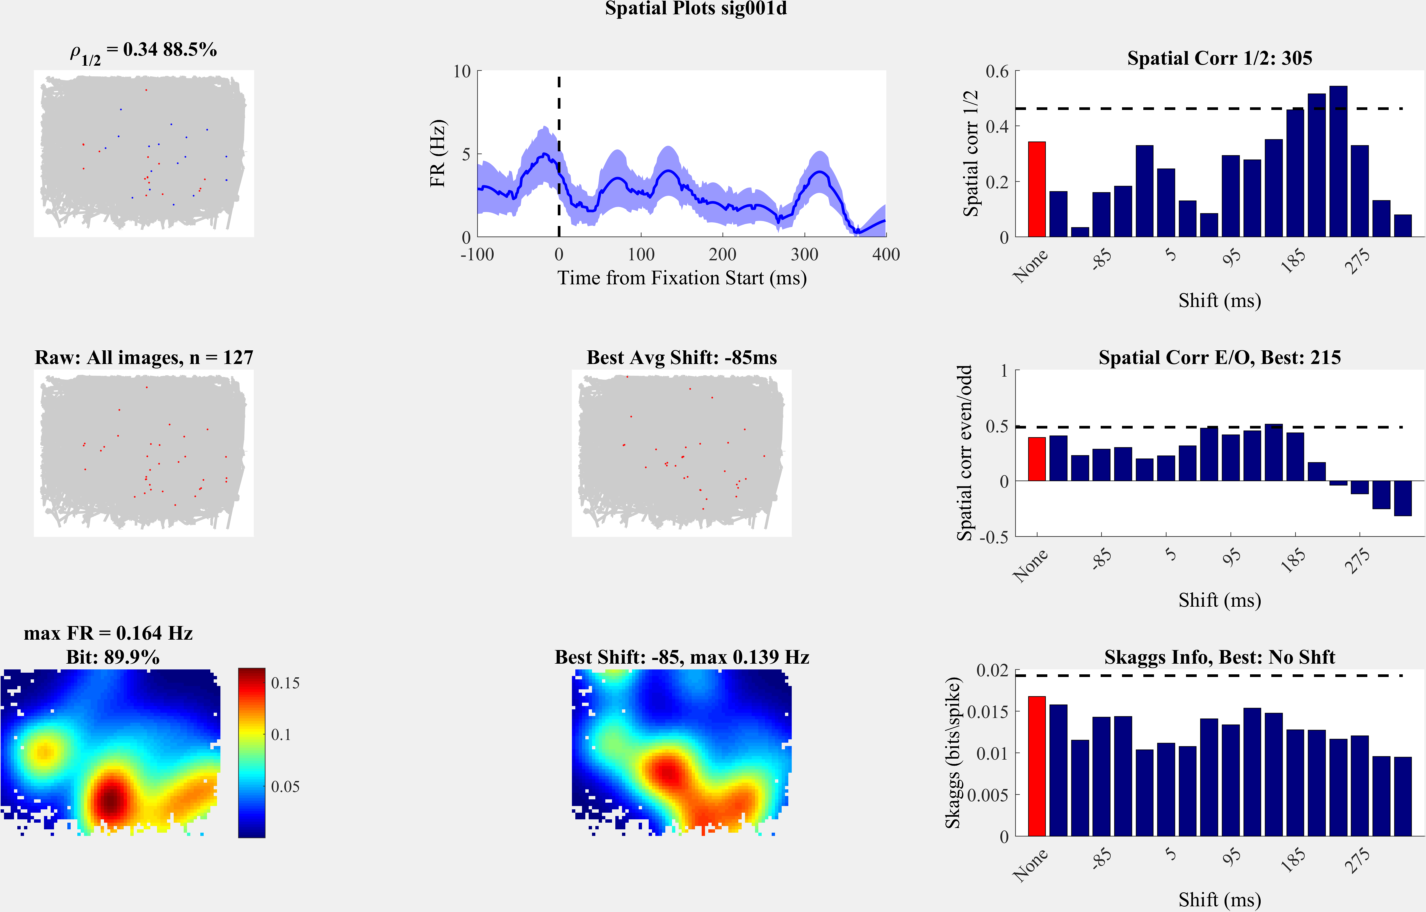 Spatial Plots sig001d
ρ1/2 = 0.34 88.5%
10
5
0
FR (Hz)
-100
0
100
200
300
400
Time from Fixation Start (ms)
Spatial Corr 1/2: 305
0.6
0.4
0.2
0
Spatial corr 1/2
None
-85
5
95
185
275
Shift (ms)
Raw: All images, n = 127
Best Avg Shift: -85ms
Spatial Corr E/O, Best: 215
1
0.5
0
-0.5
Spatial corr even/odd
None
-85
5
95
185
275
Shift (ms)
max FR = 0.164 Hz
Bit: 89.9%
0.15
0.1
0.05
Best Shift: -85, max 0.139 Hz
Skaggs Info, Best: No Shft
0.02
0.015
0.01
0.005
0
Skaggs (bits\spike)
None
-85
5
95
185
275
Shift (ms)